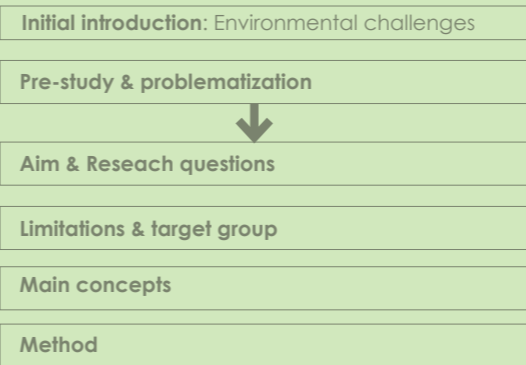 Initial introduction: Environmental challenges
Pre-study & problematization
Aim & Reseach questions
Limitations & target group
Main concepts
Method